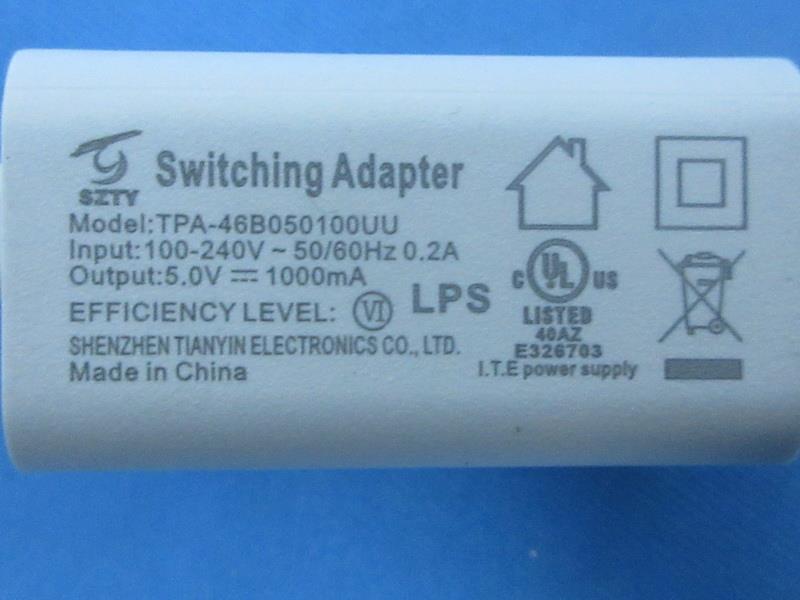 SZTY
Switching Adapter
Model:TPA-46B050100UU
Input:100-240V ~ 50/60Hz 0.2A
Output:5.0V ⎓ 1000mA
EFFICIENCY LEVEL: VI
LPS
SHENZHEN TIANYIN ELECTRONICS CO., LTD.
Made in China
C UL US
LISTED
40AZ
E326703
I.T.E power supply